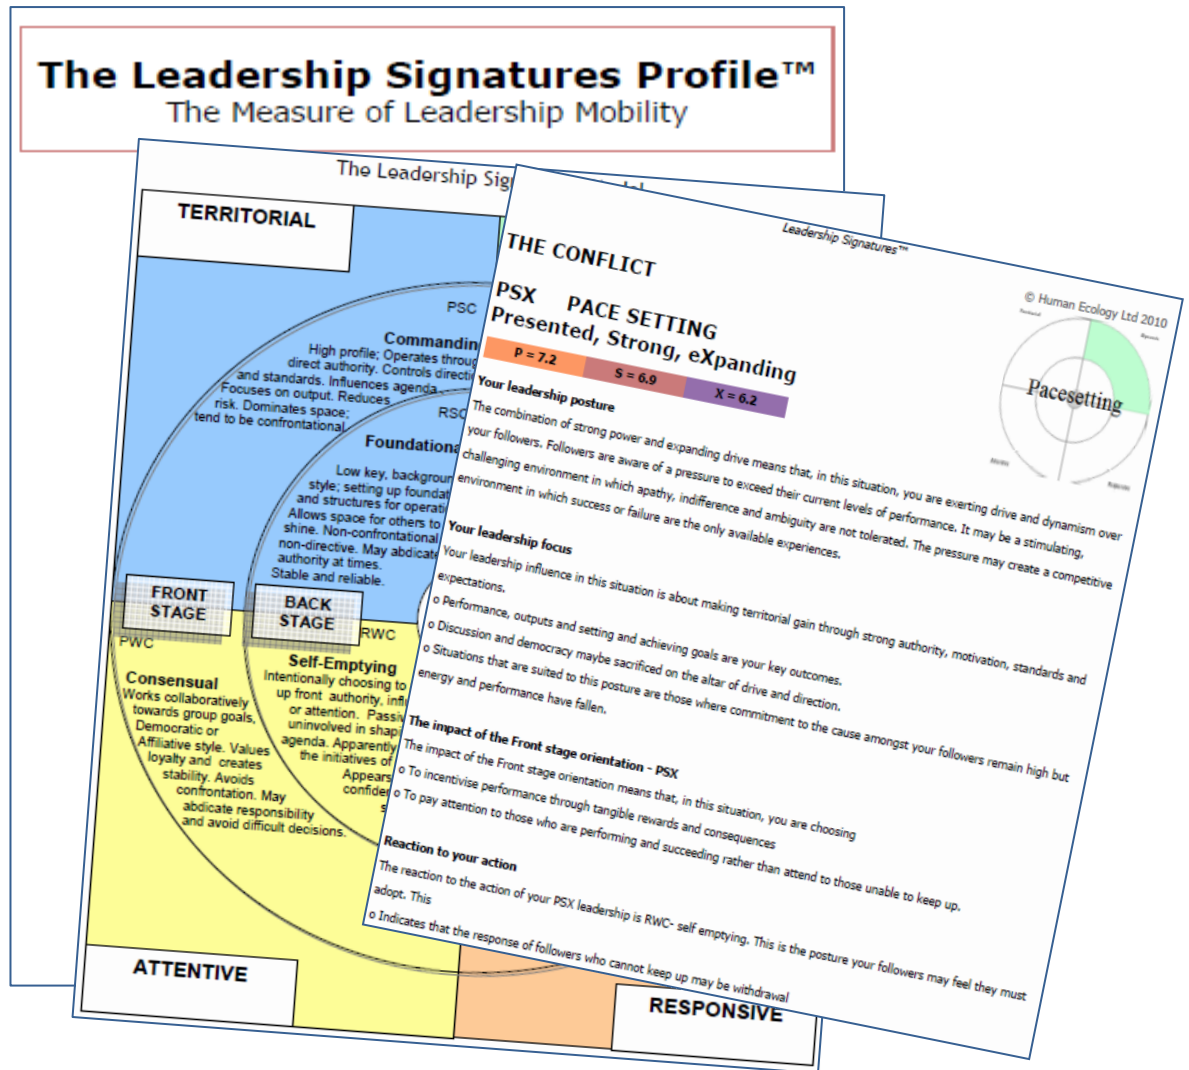 The Leadership Signatures Profile™
The Measure of Leadership Mobility
The Leadership Sig
TERRITORIAL
PSC
Commandin
High profile; Operates throug
direct authority. Controls directi
and standards. Influences agenda.
Focuses on output. Reduces
risk. Dominates space;
tend to be confrontational.
RSC
Foundationa
Low key, backgroun
style; setting up foundat
and structures for operati
Allows space for others to
shine. Non-confrontational
non-directive. May abdicate
authority at times.
Stable and reliable.
FRONT
STAGE
BACK
STAGE
PWC
RWC
Consensual
Works collaboratively
towards group goals,
Democratic or
Affiliative style. Values
loyalty and creates
stability. Avoids
confrontation. May
abdicate responsibility
and avoid difficult decisions.
Self-Emptying
Intentionally choosing to
up front authority, infl
or attention. Passiv
uninvolved in shapi
agenda. Apparently
the initiatives of
Appears
confiden
s
ATTENTIVE
RESPONSIVE
Leadership Signatures™
© Human Ecology Ltd 2010
Pacesetting
THE CONFLICT
PSX PACE SETTING
Presented, Strong, eXpanding
P = 7.2 S = 6.9 X = 6.2
Your leadership posture
The combination of strong power and expanding drive means that, in this situation, you are exerting drive and dynamism over
your followers. Followers are aware of a pressure to exceed their current levels of performance. It may be a stimulating,
challenging environment in which apathy, indifference and ambiguity are not tolerated. The pressure may create a competitive
environment in which success or failure are the only available experiences.
Your leadership focus
Your leadership influence in this situation is about making territorial gain through strong authority, motivation, standards and
expectations.
o Performance, outputs and setting and achieving goals are your key outcomes.
o Discussion and democracy maybe sacrificed on the altar of drive and direction.
o Situations that are suited to this posture are those where commitment to the cause amongst your followers remain high but
energy and performance have fallen.
The impact of the Front stage orientation - PSX
The impact of the Front stage orientation means that, in this situation, you are choosing
o To incentivise performance through tangible rewards and consequences
o To pay attention to those who are performing and succeeding rather than attend to those unable to keep up.
Reaction to your action
The reaction to the action of your PSX leadership is RWC- self emptying. This is the posture your followers may feel they must
adopt. This
o Indicates that the response of followers who cannot keep up may be withdrawal